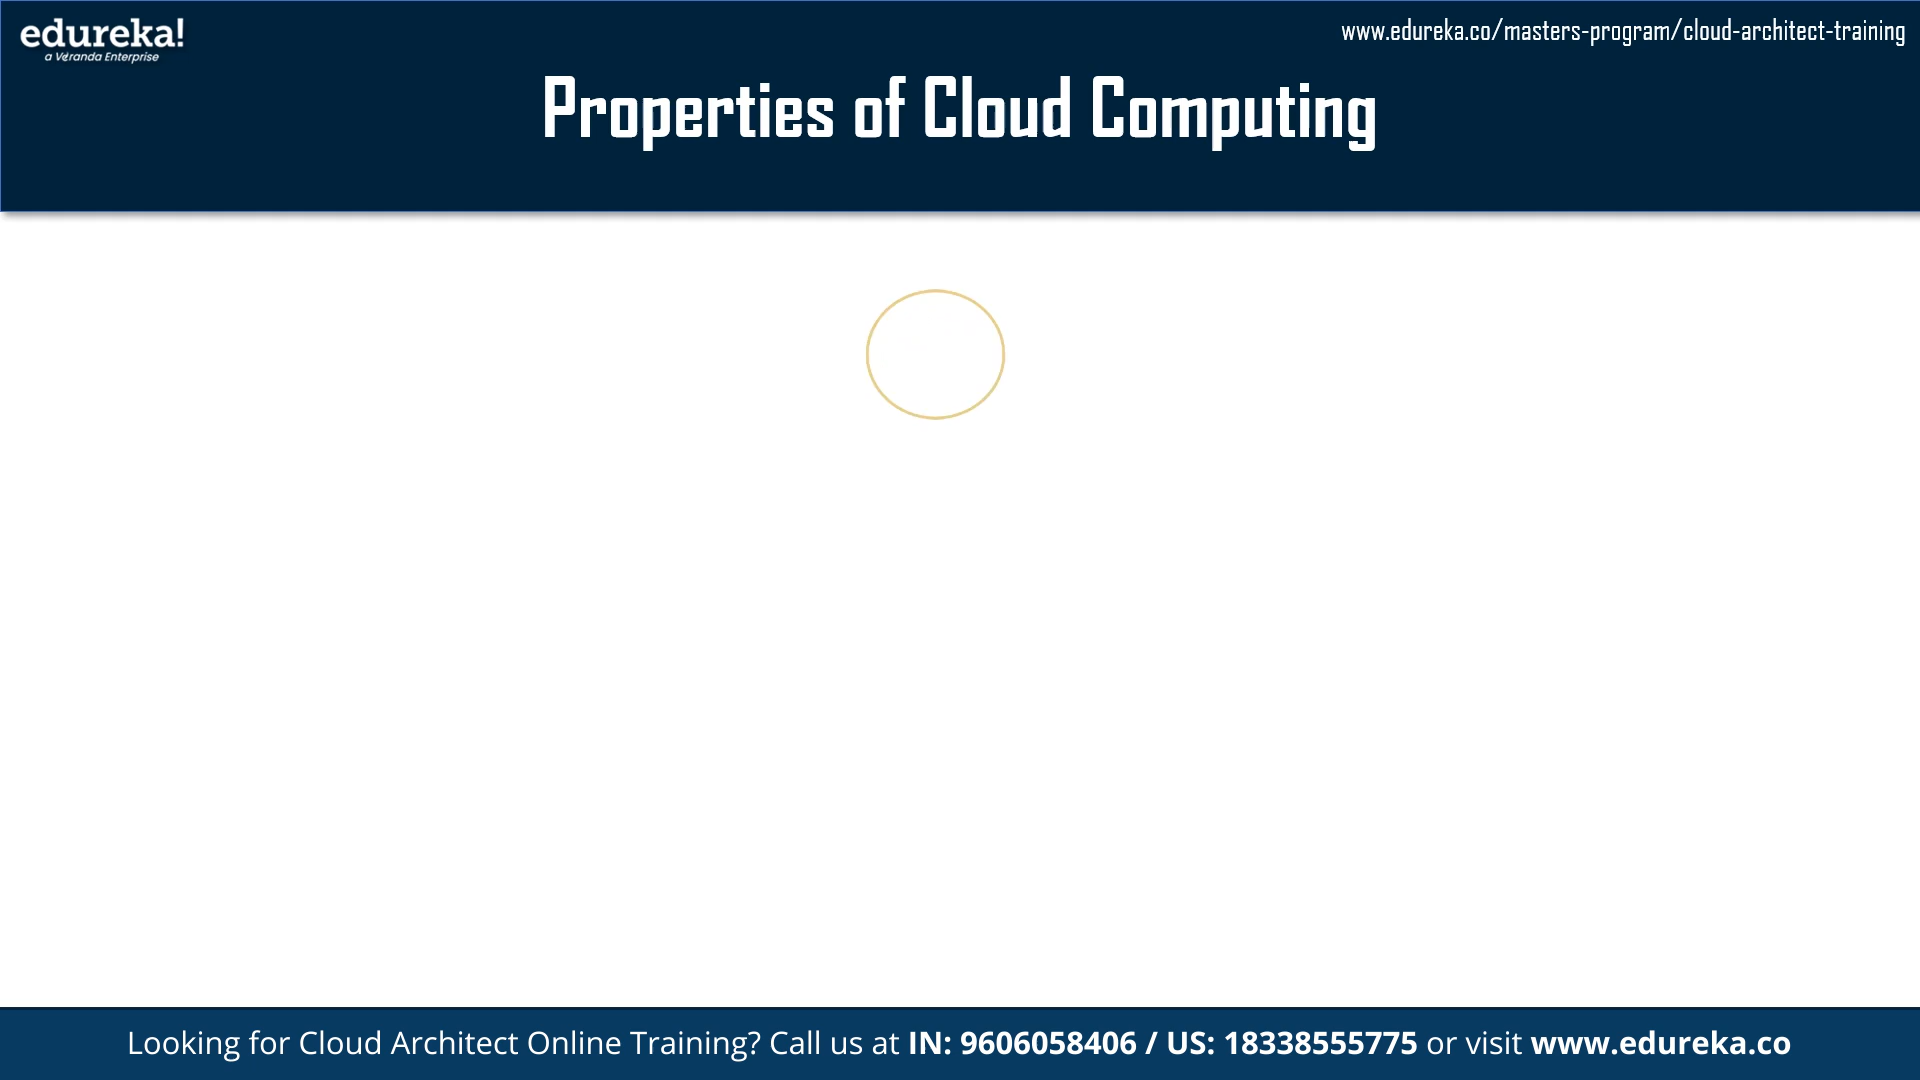 edureka!
a Veranda Enterprise
www.edureka.co/masters-program/cloud-architect-training
Properties of Cloud Computing
Looking for Cloud Architect Online Training? Call us at IN: 9606058406 / US: 18338555775 or visit www.edureka.co